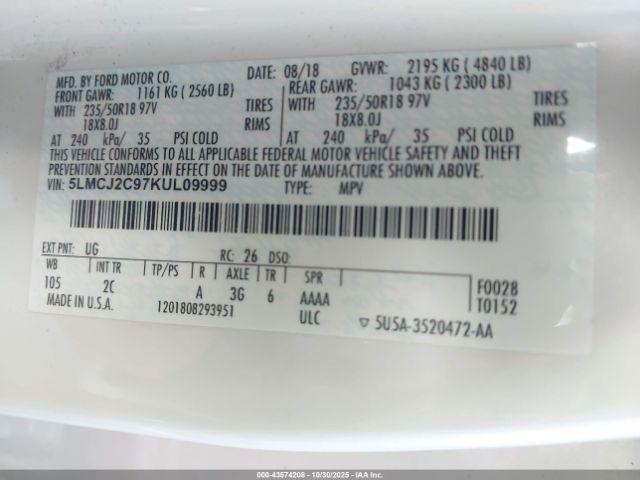 MFD. BY FORD MOTOR CO. DATE: 08/18 GVWR: 2195 KG ( 4840 LB)
FRONT GAWR: 1161 KG ( 2560 LB) REAR GAWR: 1043 KG ( 2300 LB)
WITH 235/50R18 97V TIRES WITH 235/50R18 97V TIRES
18X8.0J RIMS 18X8.0J RIMS
AT 240 kPa/ 35 PSI COLD AT 240 kPa/ 35 PSI COLD
THIS VEHICLE CONFORMS TO ALL APPLICABLE FEDERAL MOTOR VEHICLE SAFETY AND THEFT
PREVENTION STANDARDS IN EFFECT ON THE DATE OF MANUFACTURE SHOWN ABOVE.
VIN: 5LMCJ2C97KUL09999 TYPE: MPV
EXT PNT: UG RC: 26 DSO:
WB INT TR TP/PS R AXLE TR SPR
105 2C A 3G 6 AAAA F0028
MADE IN U.S.A. 1201808293951 ULC T0152
5U5A-3520472-AA
000-43574208 - 10/30/2025 - Copyright © IAA, LLC.